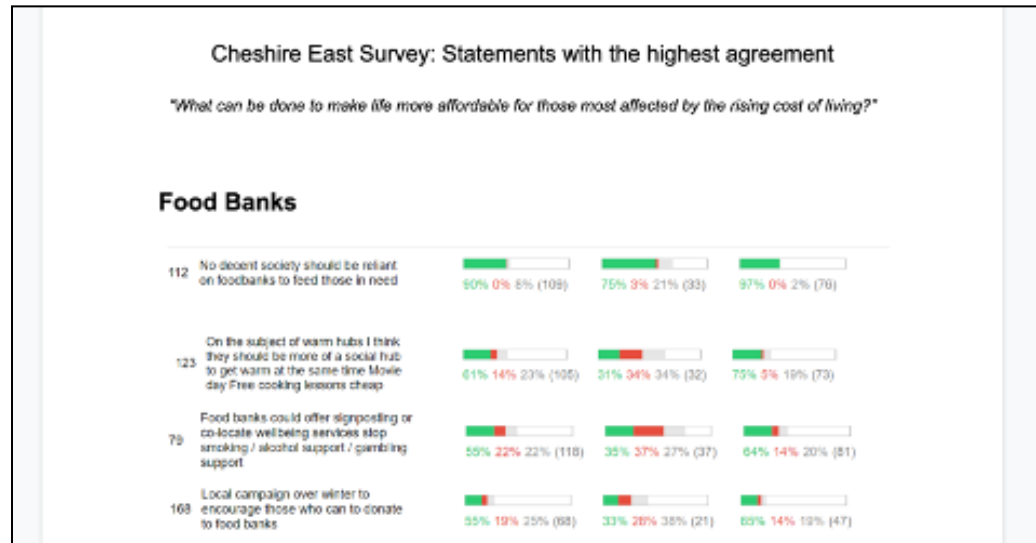 Cheshire East Survey: Statements with the highest agreement
"What can be done to make life more affordable for those most affected by the rising cost of living?"
Food Banks
112 No decent society should be reliant
on foodbanks to feed those in need
90% 0% (109) 75% 3% 21% (33) 97% 0% 2% (76)
On the subject of warm hubs I think
123 they should be more of a social hub
to get warm at the same time Movie
day Free cooking lessons cheap
61% 14% 23% (105) 31% 34% 34% (32) 75% 5% 19% (73)
Food banks could offer signposting or
79 co-locate wellbeing services stop
smoking / alcohol support / gambling
support
55% 22% 22% (118) 35% 37% 27% (37) 64% 14% 20% (81)
Local campaign over winter to
168 encourage those who can to donate
to food banks
55% 19% 25% (68) 33% 28% 38% (21) 65% 14% 19% (47)